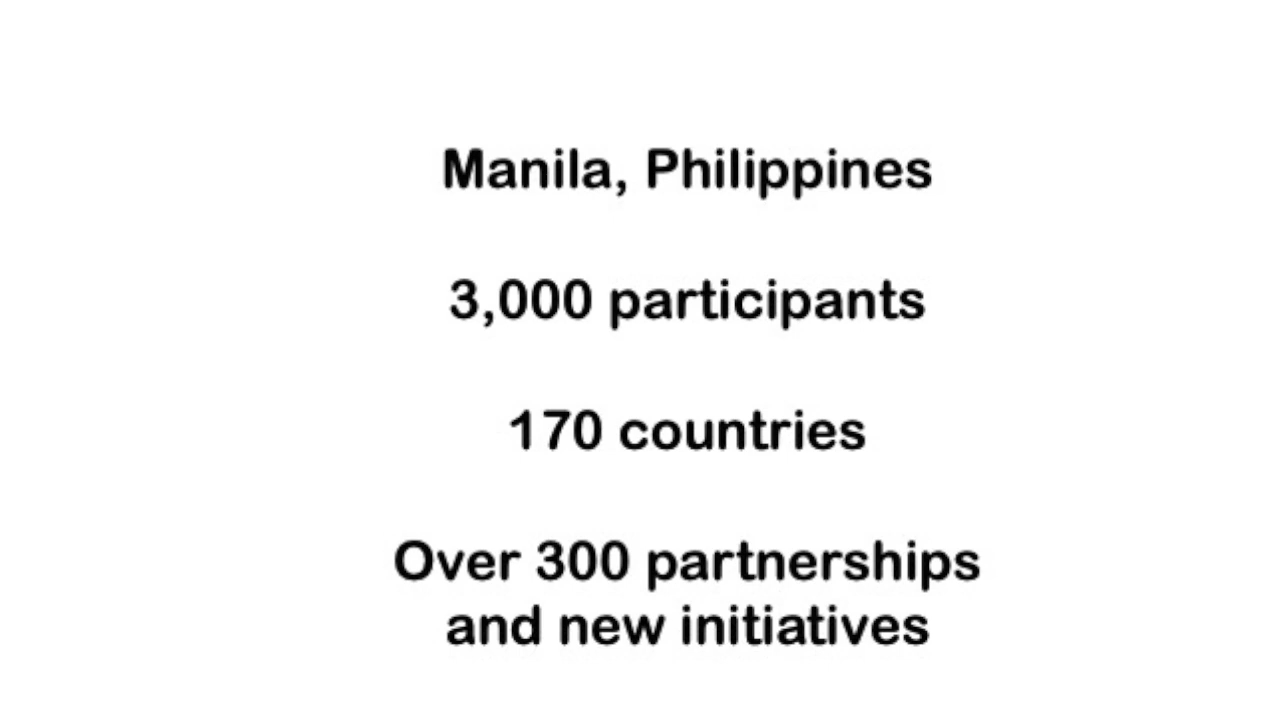 Manila, Philippines
3,000 participants
170 countries
Over 300 partnerships
and new initiatives